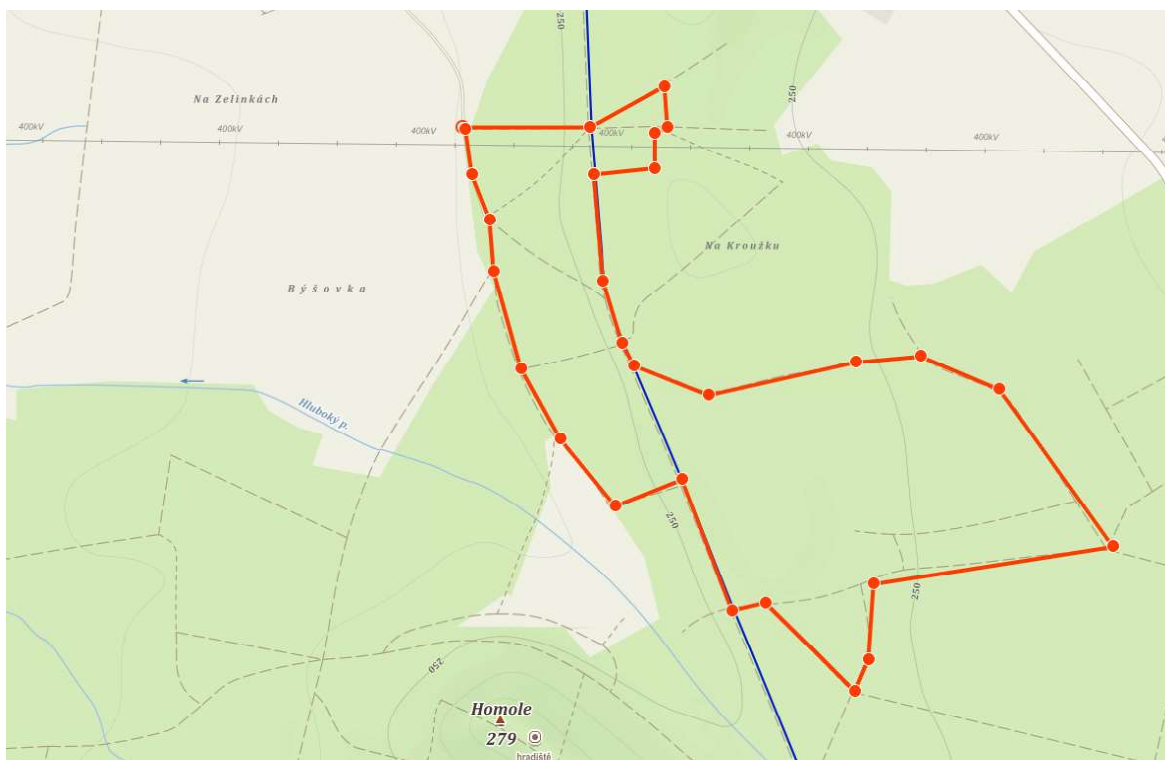 250
Na Zelinkách
250
400kV
400kV
400kV
400kV
400kV
400kV
Na Kroužku
Býšovka
Hluboký p.
250
250
250
Homole
279
hradiště